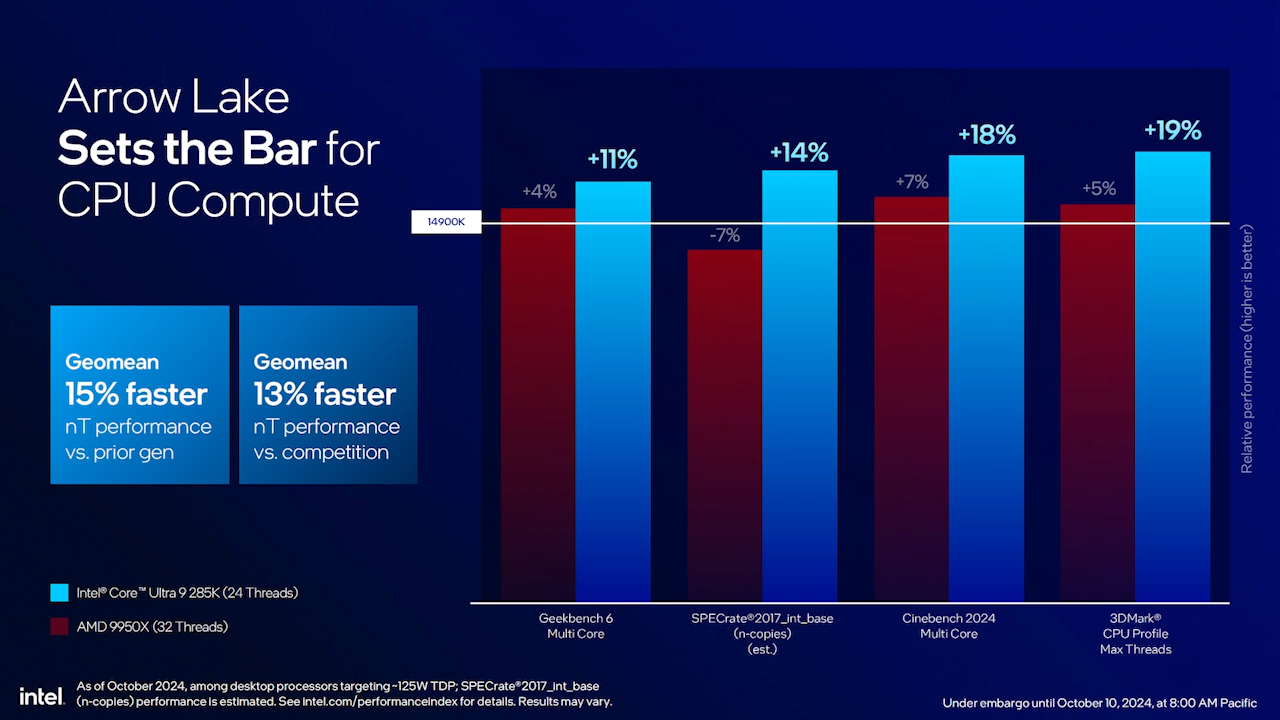 Arrow Lake
Sets the Bar for
CPU Compute
Geomean
15% faster
nT performance
vs. prior gen
Geomean
13% faster
nT performance
vs. competition
Intel® Core™ Ultra 9 285K (24 Threads)
AMD 9950X (32 Threads)
14900K
+4%
+11%
-7%
+14%
+7%
+18%
+5%
+19%
Relative performance (higher is better)
Geekbench 6
Multi Core
SPECrate®2017_int_base
(n-copies)
(est.)
Cinebench 2024
Multi Core
3DMark®
CPU Profile
Max Threads
intel.
As of October 2024, among desktop processors targeting ~125W TDP; SPECrate®2017_int_base
(n-copies) performance is estimated. See intel.com/performanceindex for details. Results may vary.
Under embargo until October 10, 2024, at 8:00 AM Pacific